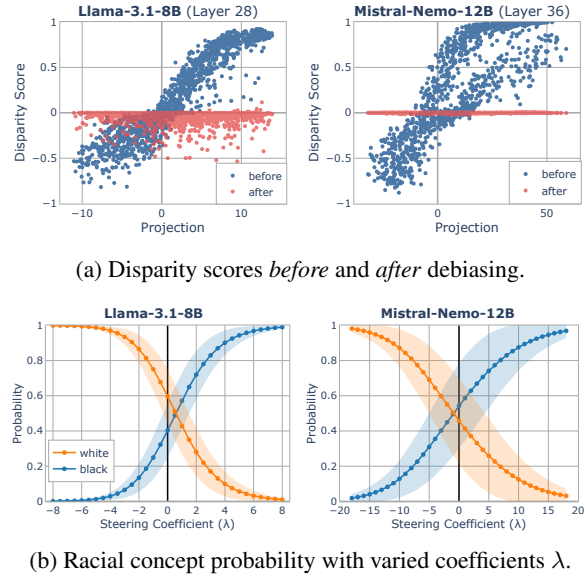 Llama-3.1-8B (Layer 28)
Mistral-Nemo-12B (Layer 36)
Disparity Score
1
0.5
0
−0.5
−1
−10
0
10
Projection
before
after
Disparity Score
1
0.5
0
−0.5
−1
0
50
Projection
before
after
(a) Disparity scores before and after debiasing.
Llama-3.1-8B
Mistral-Nemo-12B
Probability
1
0.8
0.6
0.4
0.2
0
−8
−6
−4
−2
0
2
4
6
8
Steering Coefficient (λ)
white
black
Probability
1
0.8
0.6
0.4
0.2
0
−20
−15
−10
−5
0
5
10
15
20
Steering Coefficient (λ)
(b) Racial concept probability with varied coefficients λ.